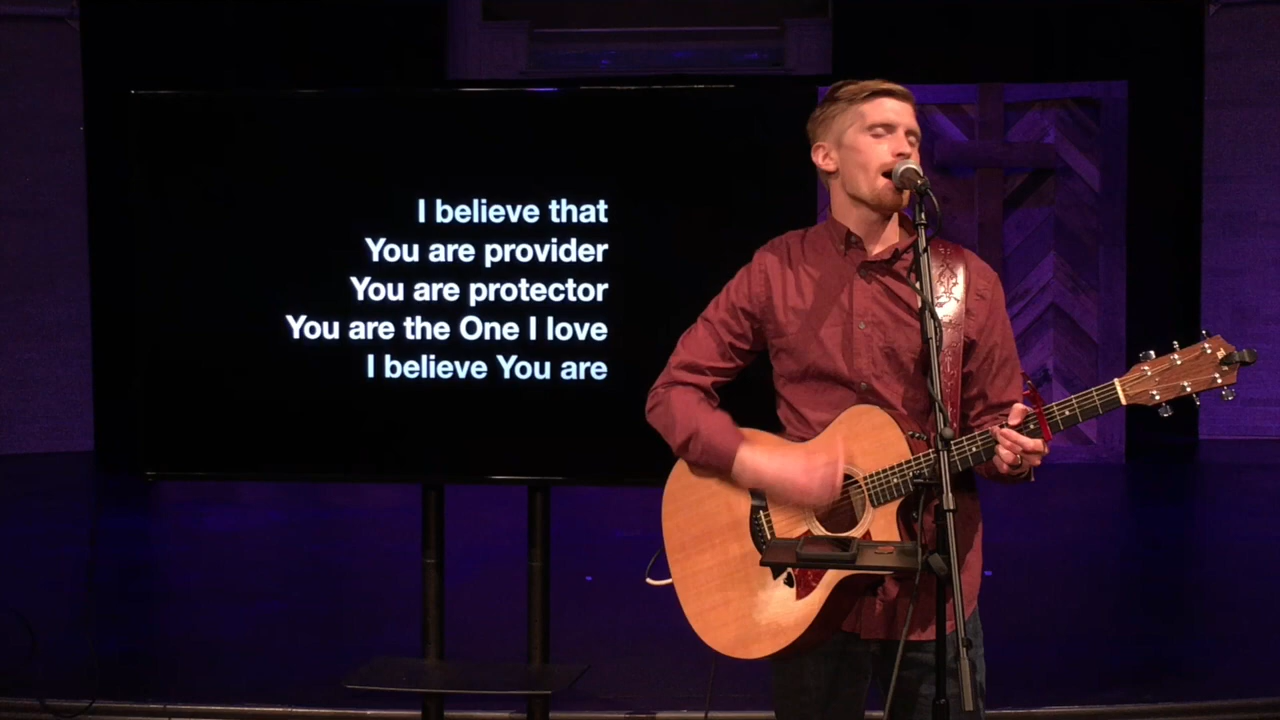 I believe that
You are provider
You are protector
You are the One I love
I believe You are